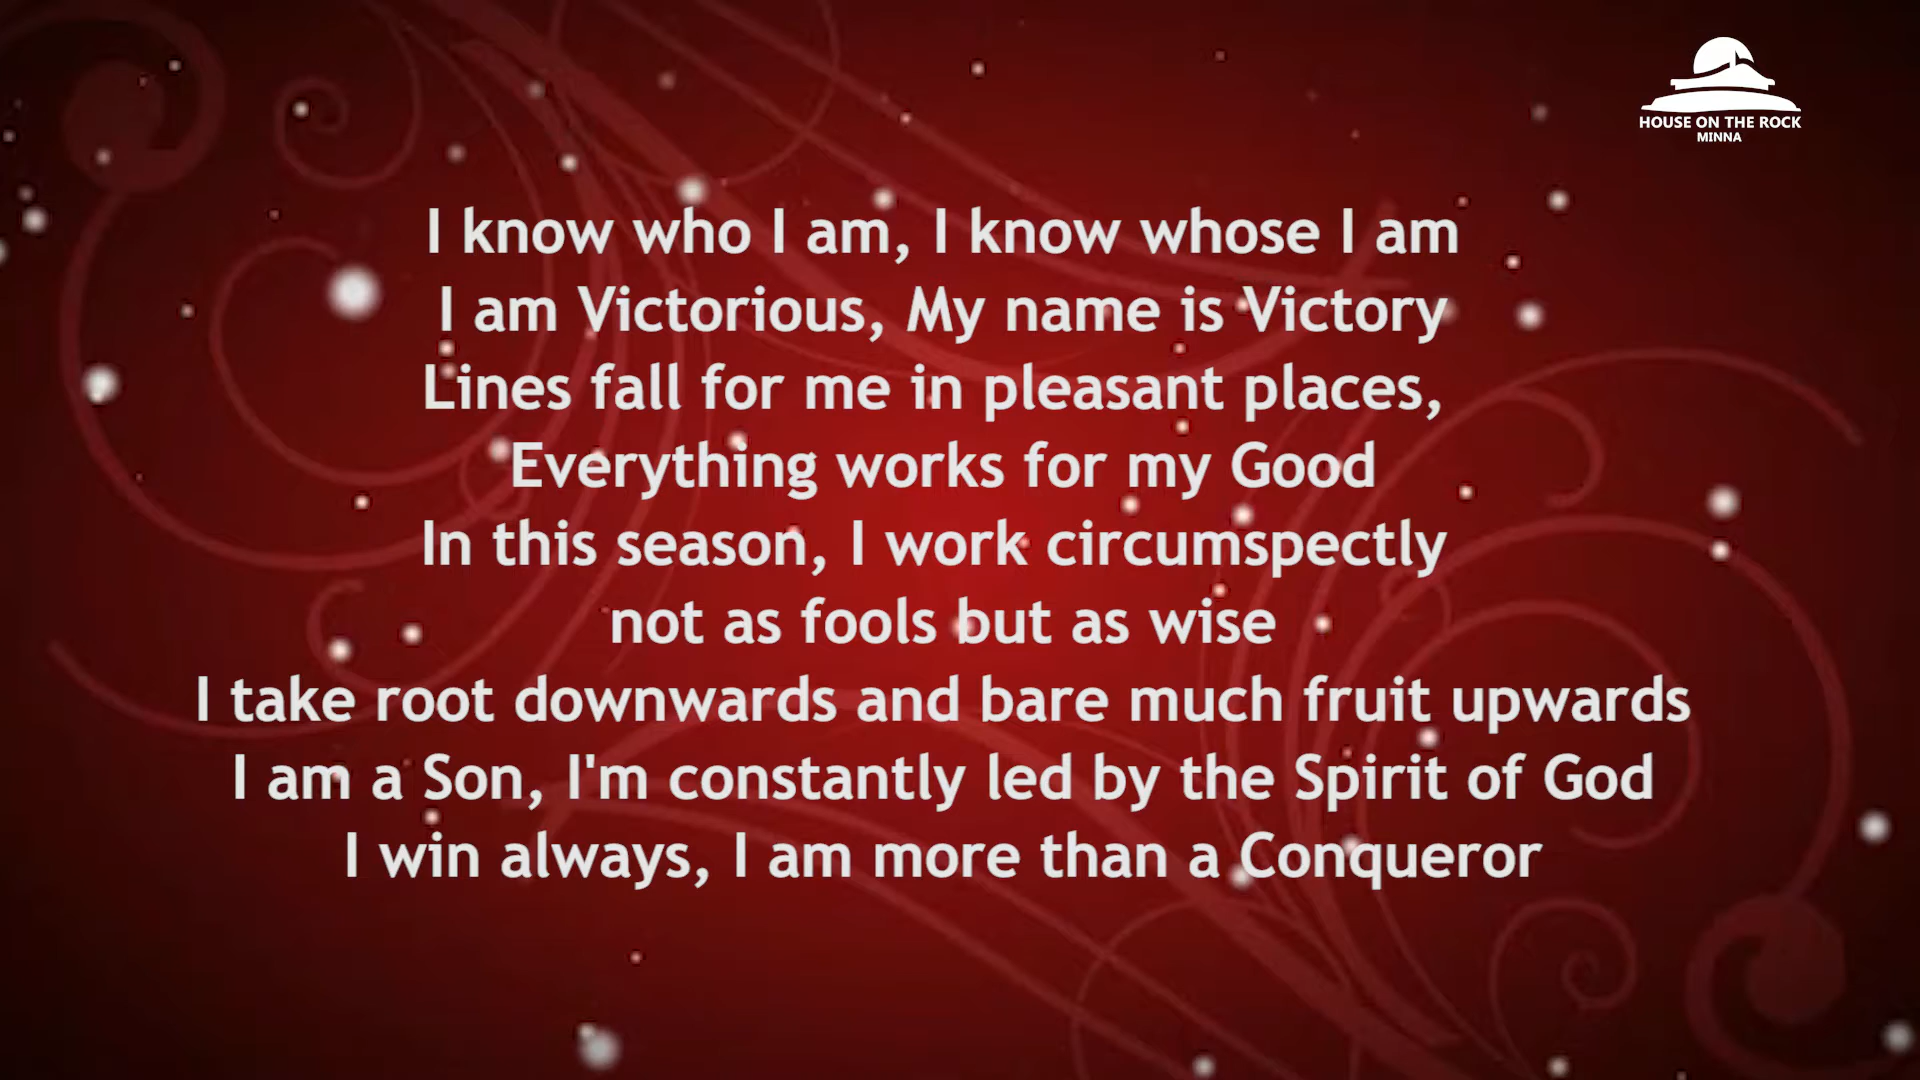 HOUSE ON THE ROCK
MINNA
I know who I am, I know whose I am
I am Victorious, My name is Victory
Lines fall for me in pleasant places,
Everything works for my Good
In this season, I work circumspectly
not as fools but as wise
I take root downwards and bare much fruit upwards
I am a Son, I'm constantly led by the Spirit of God
I win always, I am more than a Conqueror